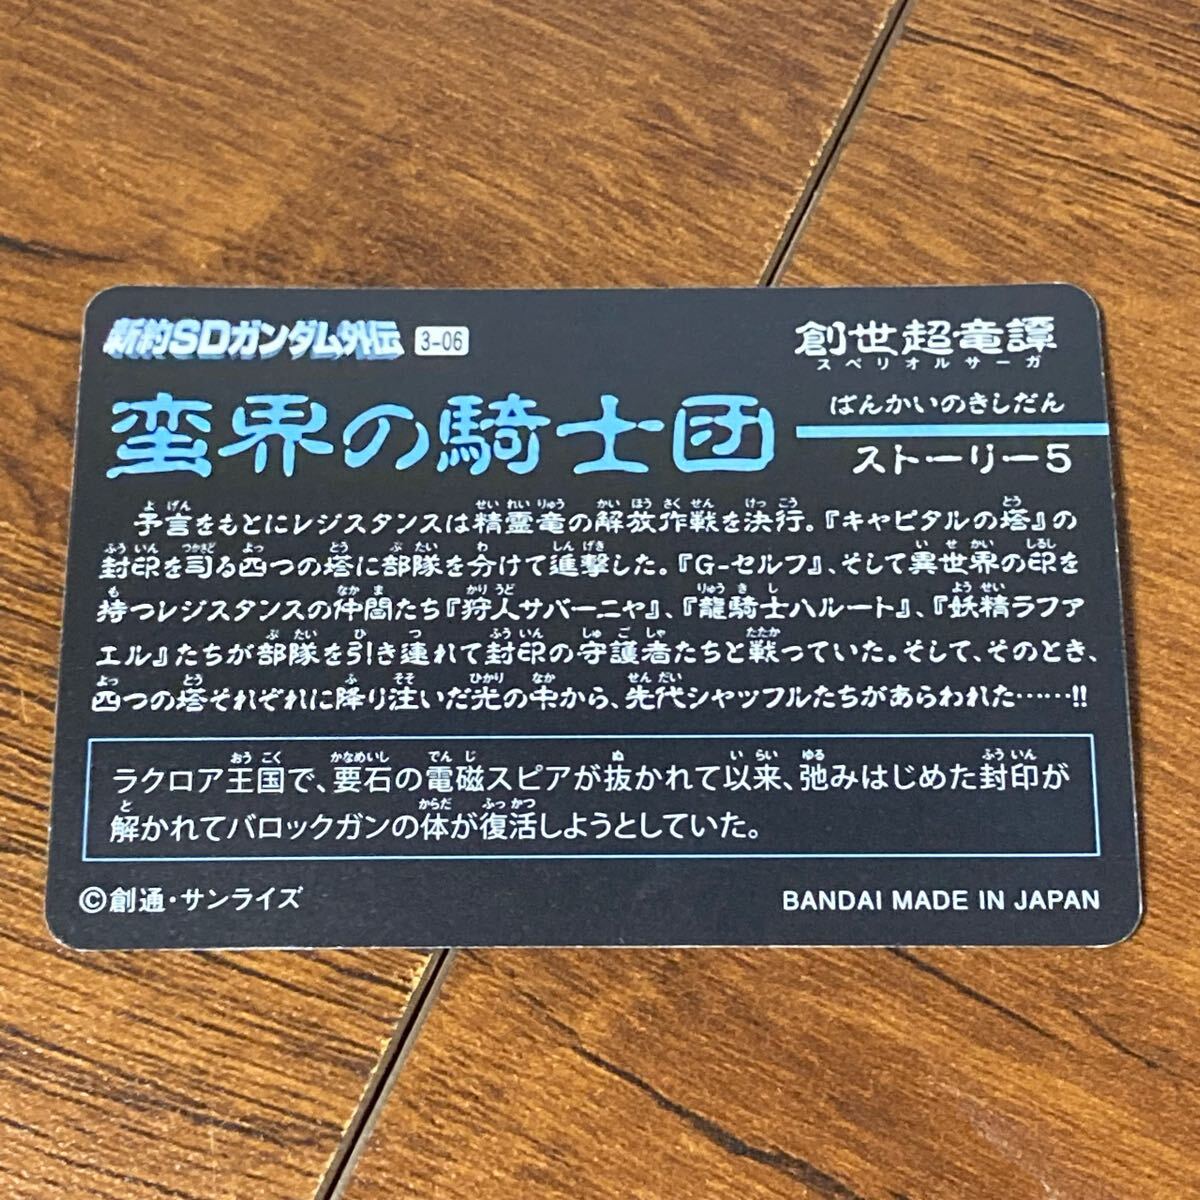 新約SDガンダム外伝 3-06
創世超竜譚
スペリオルサーガ
蛮界の騎士団
ばんかいのきしだん
ストーリー5
予言をもとにレジスタンスは精霊竜の解放作戦を決行。『キャピタルの塔』の
封印を司る四つの塔に部隊を分けて進撃した。『G-セルフ』、そして異世界の印を
持つレジスタンスの仲間たち『狩人サバーニャ』、『龍騎士ハルート』、『妖精ラファ
エル』たちが部隊を引き連れて封印の守護者たちと戦っていた。そして、そのとき、
四つの塔それぞれに降り注いだ光の中から、先代シャッフルたちがあらわれた……!!
ラクロア王国で、要石の電磁スピアが抜かれて以来、弛みはじめた封印が
解かれてバロックガンの体が復活しようとしていた。
©創通・サンライズ
BANDAI MADE IN JAPAN